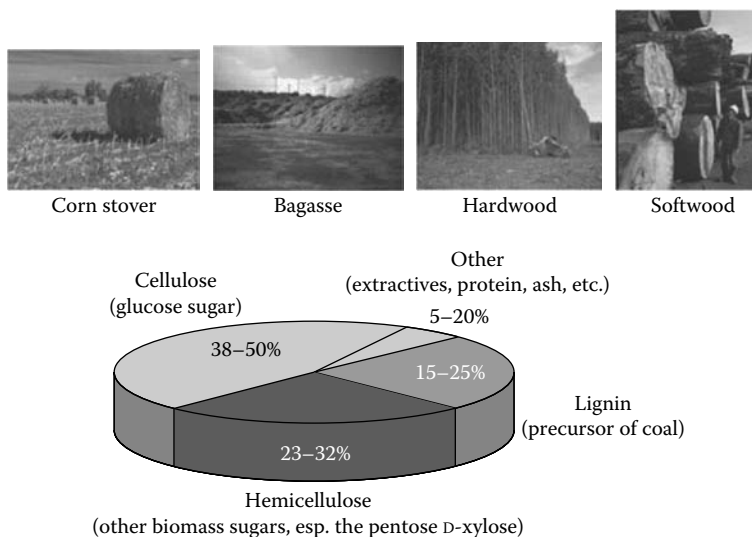 Corn stover
Bagasse
Hardwood
Softwood
Cellulose
(glucose sugar)
Other
(extractives, protein, ash, etc.)
5–20%
38–50%
15–25%
Lignin
(precursor of coal)
23–32%
Hemicellulose
(other biomass sugars, esp. the pentose D-xylose)